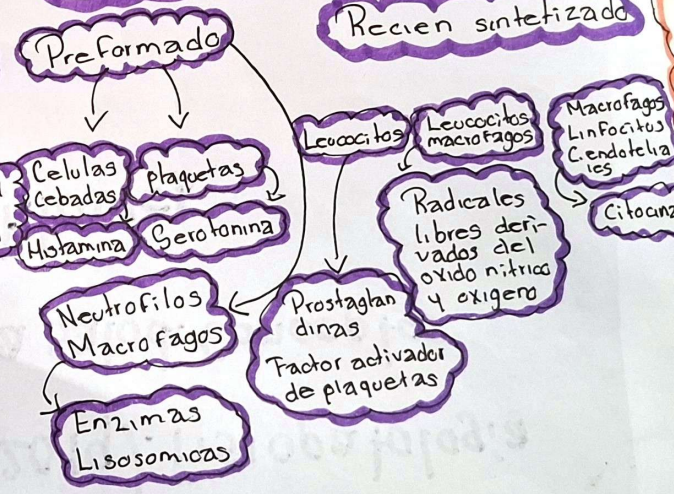 Preformado
Recien sintetizado
Celulas
Cebadas
Histamina
plaquetas
Serotonina
Neutrofilos
Macrofagos
Enzimas
Lisosomicas
Leucocitos
Prostaglan
dinas
Factor activador
de plaquetas
Leucocitos
macrofagos
Radicales
libres deri-
vados del
oxido nitrico
y oxigeno
Macrofagos
Linfocitos
C.endotelia
les